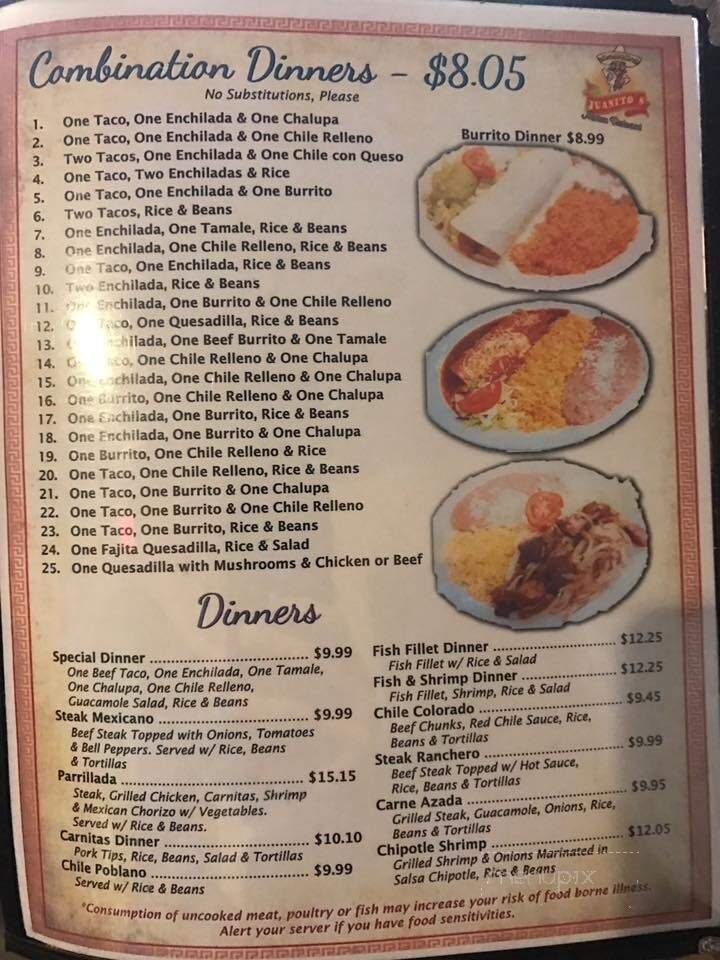 Combination Dinners - $8.05
No Substitutions, Please
JUANITO'S
Burrito Dinner $8.99
1. One Taco, One Enchilada & One Chalupa
2. One Taco, One Enchilada & One Chile Relleno
3. Two Tacos, One Enchilada & One Chile con Queso
4. One Taco, Two Enchiladas & Rice
5. One Taco, One Enchilada & One Burrito
6. Two Tacos, Rice & Beans
7. One Enchilada, One Tamale, Rice & Beans
8. One Enchilada, One Chile Relleno, Rice & Beans
9. One Taco, One Enchilada, Rice & Beans
10. Two Enchilada, Rice & Beans
11. One Enchilada, One Burrito & One Chile Relleno
12. One Taco, One Quesadilla, Rice & Beans
13. One Enchilada, One Beef Burrito & One Tamale
14. One Taco, One Chile Relleno & One Chalupa
15. One Enchilada, One Chile Relleno & One Chalupa
16. One Burrito, One Chile Relleno & One Chalupa
17. One Enchilada, One Burrito, Rice & Beans
18. One Enchilada, One Burrito & One Chalupa
19. One Burrito, One Chile Relleno & Rice
20. One Taco, One Chile Relleno, Rice & Beans
21. One Taco, One Burrito & One Chalupa
22. One Taco, One Burrito & One Chile Relleno
23. One Taco, One Burrito, Rice & Beans
24. One Fajita Quesadilla, Rice & Salad
25. One Quesadilla with Mushrooms & Chicken or Beef
Dinners
Special Dinner ........ $9.99
One Beef Taco, One Enchilada, One Tamale,
One Chalupa, One Chile Relleno,
Guacamole Salad, Rice & Beans
Steak Mexicano ........ $9.99
Beef Steak Topped with Onions, Tomatoes
& Bell Peppers. Served w/ Rice, Beans
& Tortillas
Parrillada ........ $15.15
Steak, Grilled Chicken, Carnitas, Shrimp
& Mexican Chorizo w/ Vegetables.
Served w/ Rice & Beans.
Carnitas Dinner ........ $10.10
Pork Tips, Rice, Beans, Salad & Tortillas
Chile Poblano ........ $9.99
Served w/ Rice & Beans
Fish Fillet Dinner ........ $12.25
Fish Fillet w/ Rice & Salad
Fish & Shrimp Dinner ........ $12.25
Fish Fillet, Shrimp, Rice & Salad
Chile Colorado ........ $9.45
Beef Chunks, Red Chile Sauce, Rice,
Beans & Tortillas
Steak Ranchero ........ $9.99
Beef Steak Topped w/ Hot Sauce,
Rice, Beans & Tortillas
Carne Azada ........ $9.95
Grilled Steak, Guacamole, Onions, Rice,
Beans & Tortillas
Chipotle Shrimp ........ $12.05
Grilled Shrimp & Onions Marinated in
Salsa Chipotle, Rice & Beans
menupix
*Consumption of uncooked meat, poultry or fish may increase your risk of food borne illness.
Alert your server if you have food sensitivities.